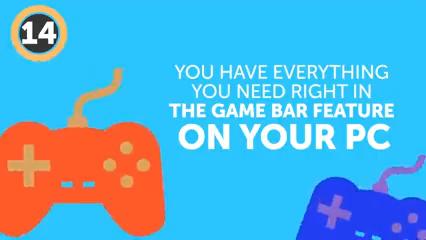 14
YOU HAVE EVERYTHING
YOU NEED RIGHT IN
THE GAME BAR FEATURE
ON YOUR PC